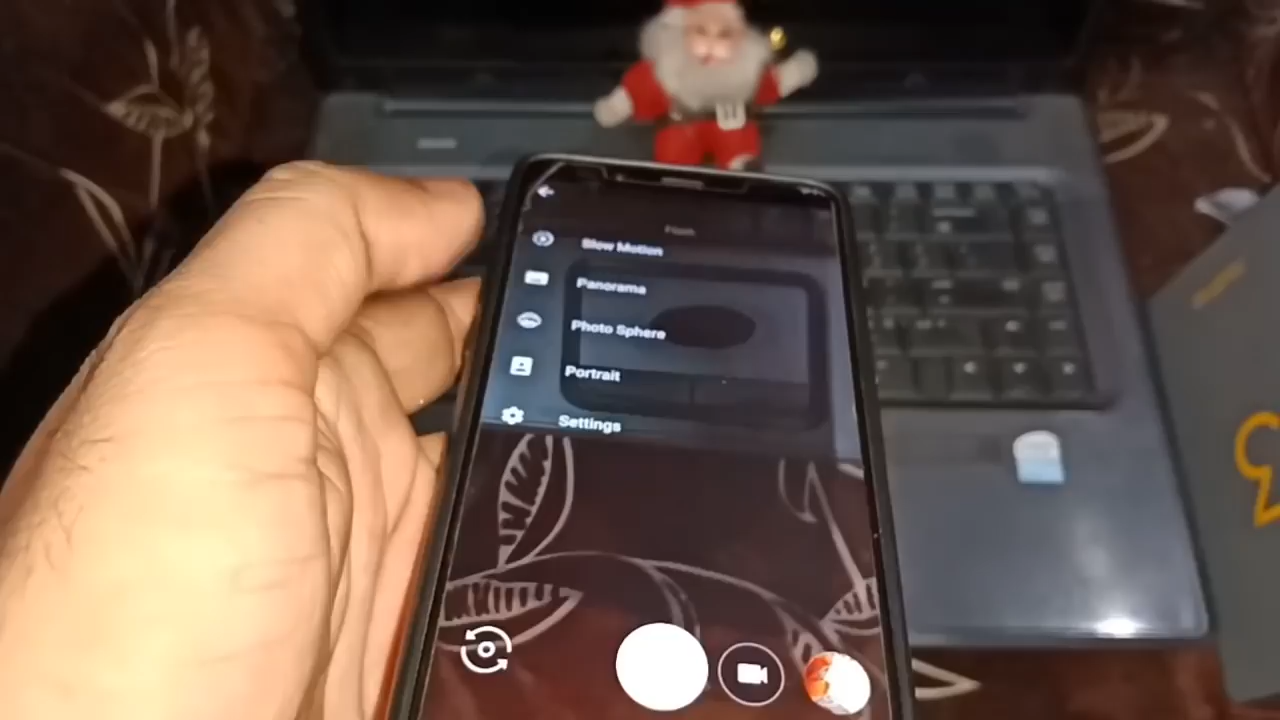 Slow Motion
Panorama
Photo Sphere
Portrait
Settings